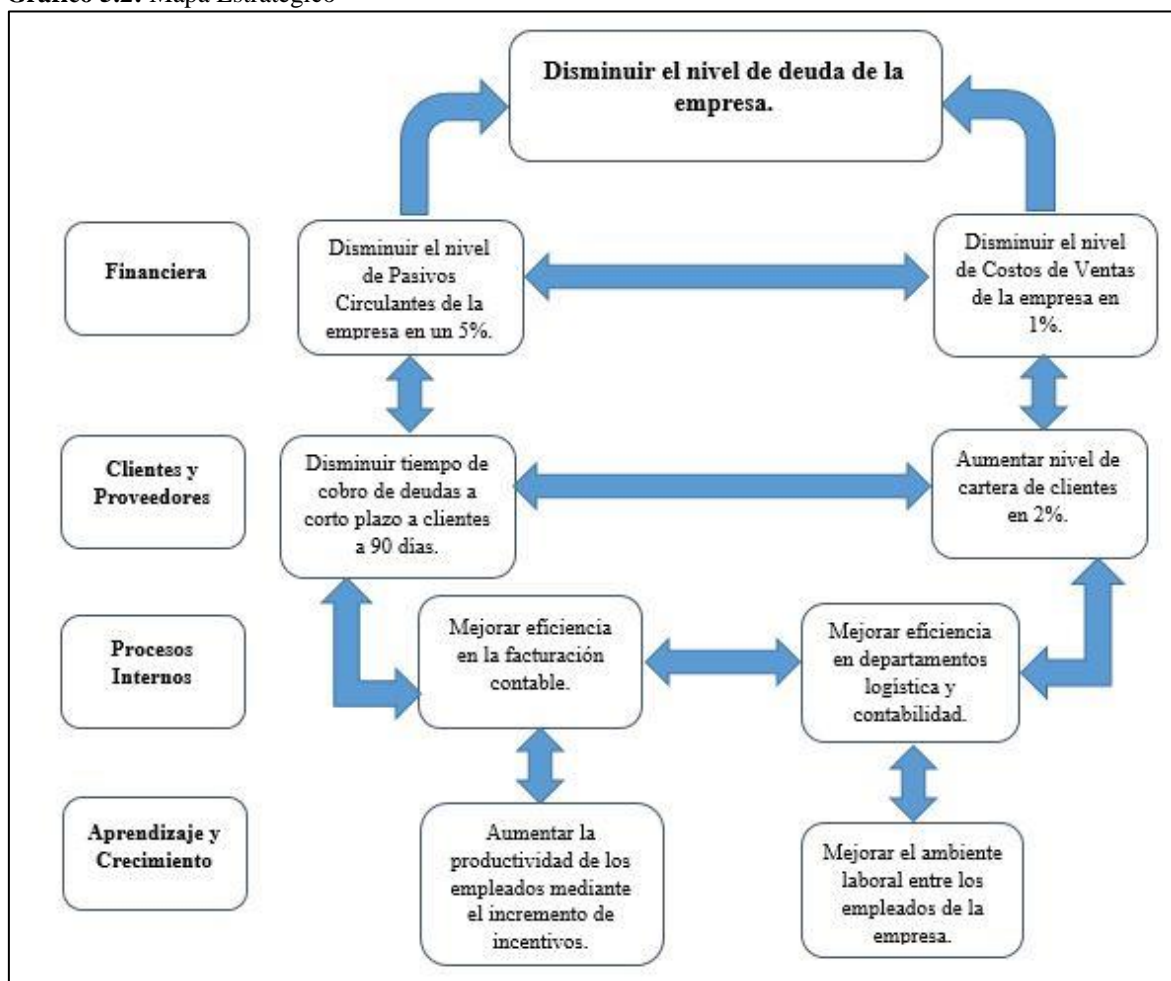 Gráfico 3.2: Mapa Estratégico
Disminuir el nivel de deuda de la
empresa.
Financiera
Disminuir el nivel
de Pasivos
Circulantes de la
empresa en un 5%.
Disminuir el nivel
de Costos de Ventas
de la empresa en
1%.
Clientes y
Proveedores
Disminuir tiempo de
cobro de deudas a
corto plazo a clientes
a 90 días.
Aumentar nivel de
cartera de clientes
en 2%.
Procesos
Internos
Mejorar eficiencia
en la facturación
contable.
Mejorar eficiencia
en departamentos
logística y
contabilidad.
Aprendizaje y
Crecimiento
Aumentar la
productividad de los
empleados mediante
el incremento de
incentivos.
Mejorar el ambiente
laboral entre los
empleados de la
empresa.